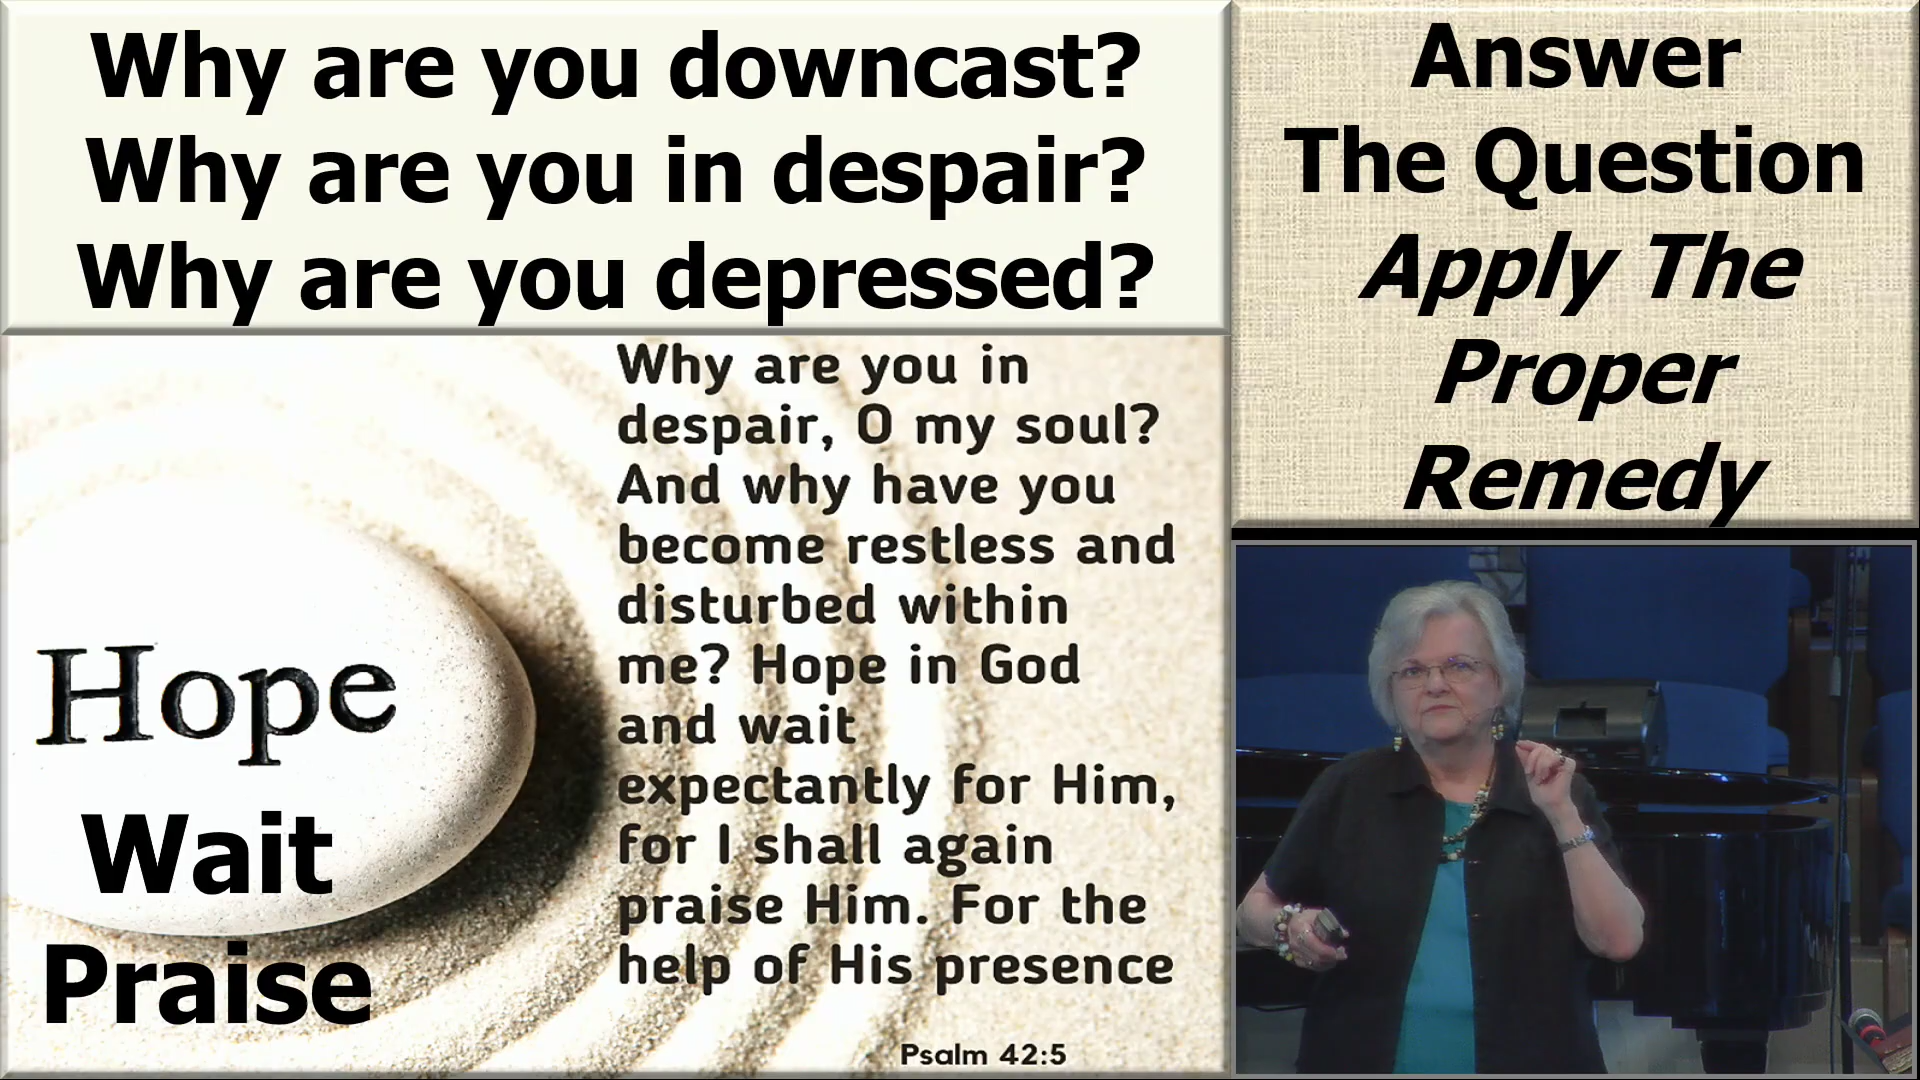 Why are you downcast?
Why are you in despair?
Why are you depressed?
Answer
The Question
Apply The
Proper
Remedy
Hope
Wait
Praise
Why are you in
despair, O my soul?
And why have you
become restless and
disturbed within
me? Hope in God
and wait
expectantly for Him,
for I shall again
praise Him. For the
help of His presence
Psalm 42:5